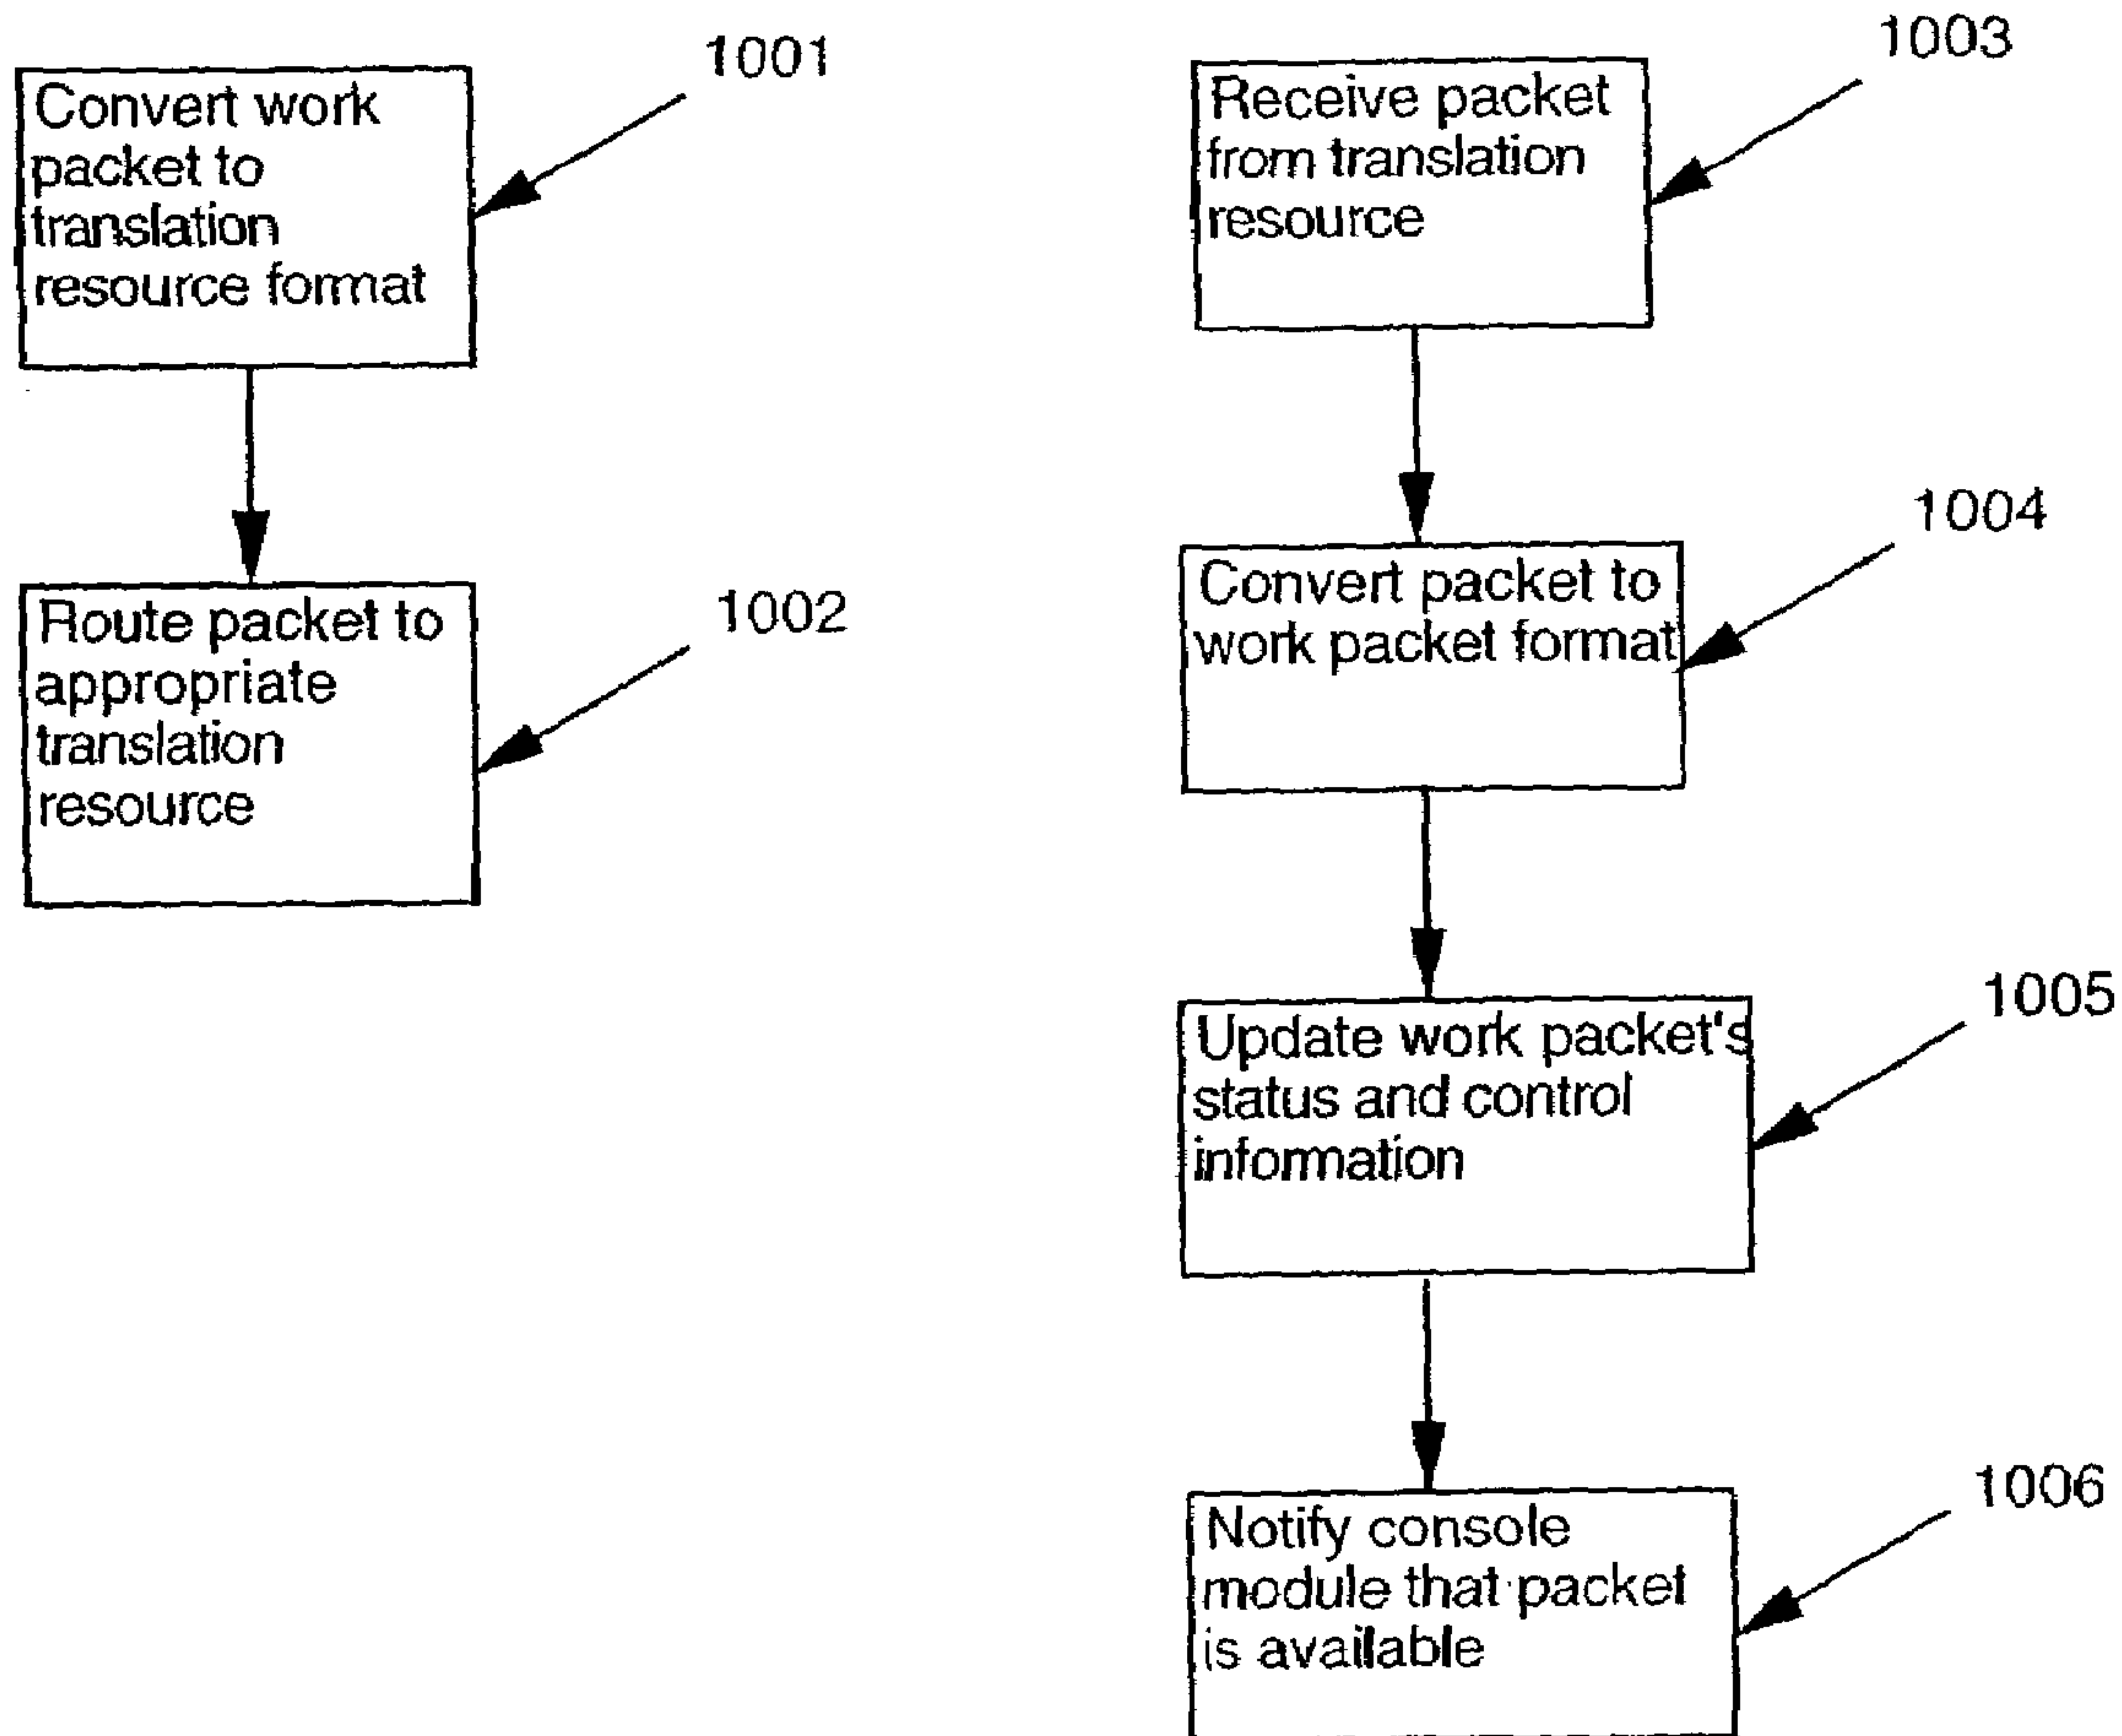 1001
Convert work
packet to
translation
resource format
1002
Route packet to
appropriate
translation
resource
1003
Receive packet
from translation
resource
1004
Convert packet to
work packet format
1005
Update work packet's
status and control
information
1006
Notify console
module that packet
is available